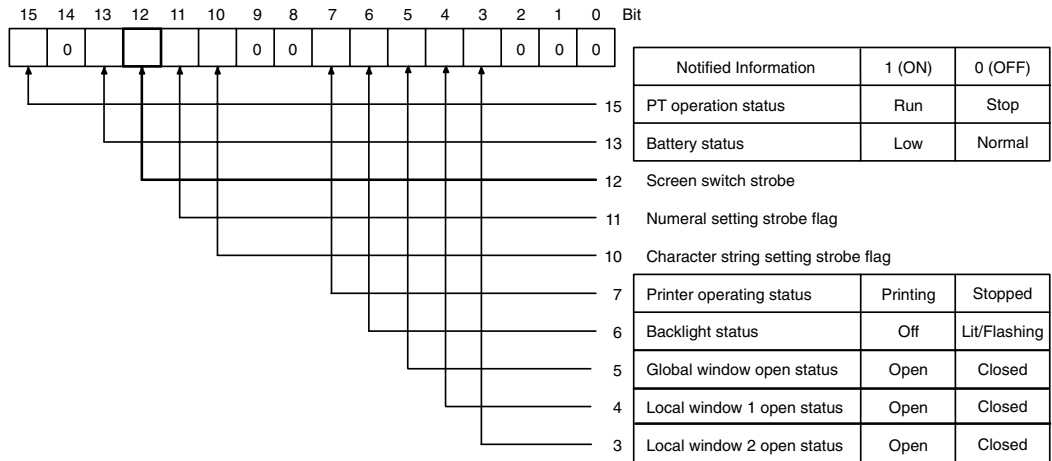 15 14 13 12 11 10 9 8 7 6 5 4 3 2 1 0 Bit
0 0 0 0 0 0
Notified Information 1 (ON) 0 (OFF)
15 PT operation status Run Stop
13 Battery status Low Normal
12 Screen switch strobe
11 Numeral setting strobe flag
10 Character string setting strobe flag
7 Printer operating status Printing Stopped
6 Backlight status Off Lit/Flashing
5 Global window open status Open Closed
4 Local window 1 open status Open Closed
3 Local window 2 open status Open Closed